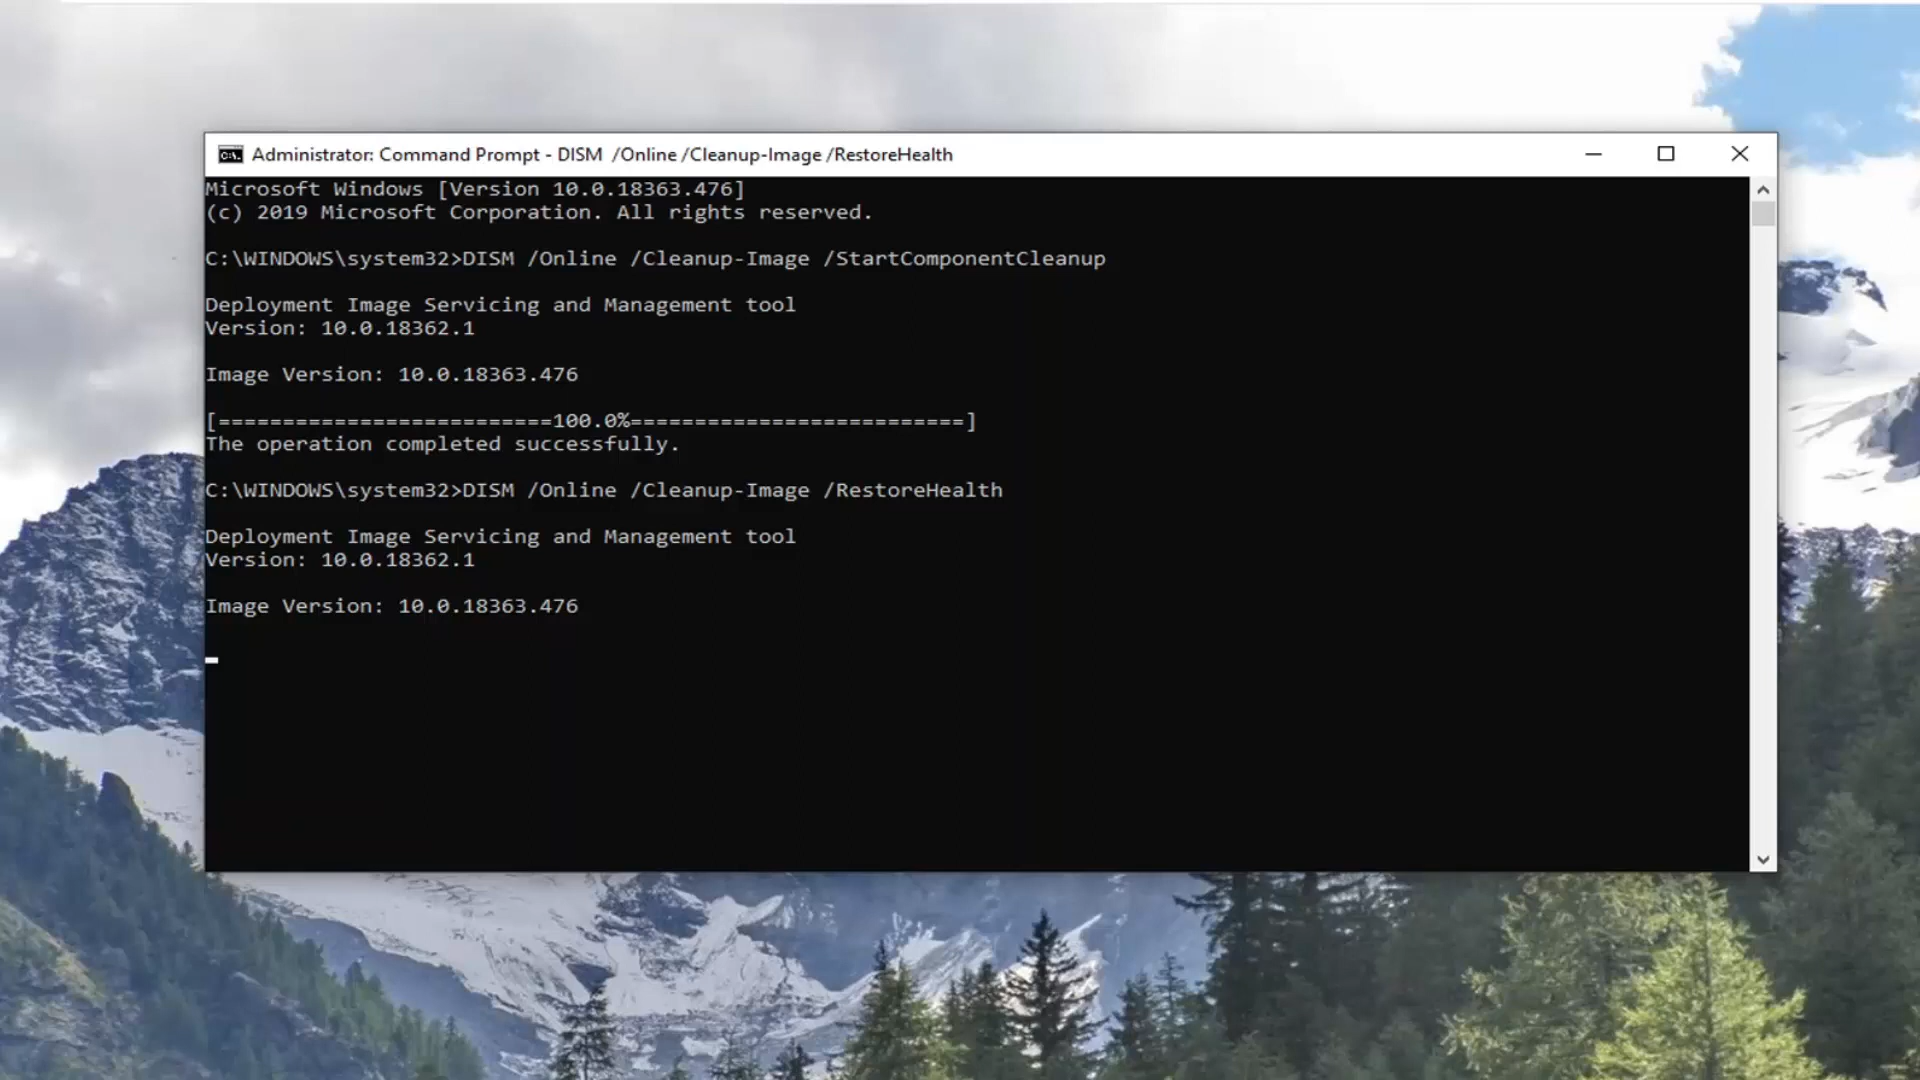 Administrator: Command Prompt - DISM  /Online /Cleanup-Image /RestoreHealth
Microsoft Windows [Version 10.0.18363.476]
(c) 2019 Microsoft Corporation. All rights reserved.
C:\WINDOWS\system32>DISM /Online /Cleanup-Image /StartComponentCleanup
Deployment Image Servicing and Management tool
Version: 10.0.18362.1
Image Version: 10.0.18363.476
[==========================100.0%==========================]
The operation completed successfully.
C:\WINDOWS\system32>DISM /Online /Cleanup-Image /RestoreHealth
Deployment Image Servicing and Management tool
Version: 10.0.18362.1
Image Version: 10.0.18363.476